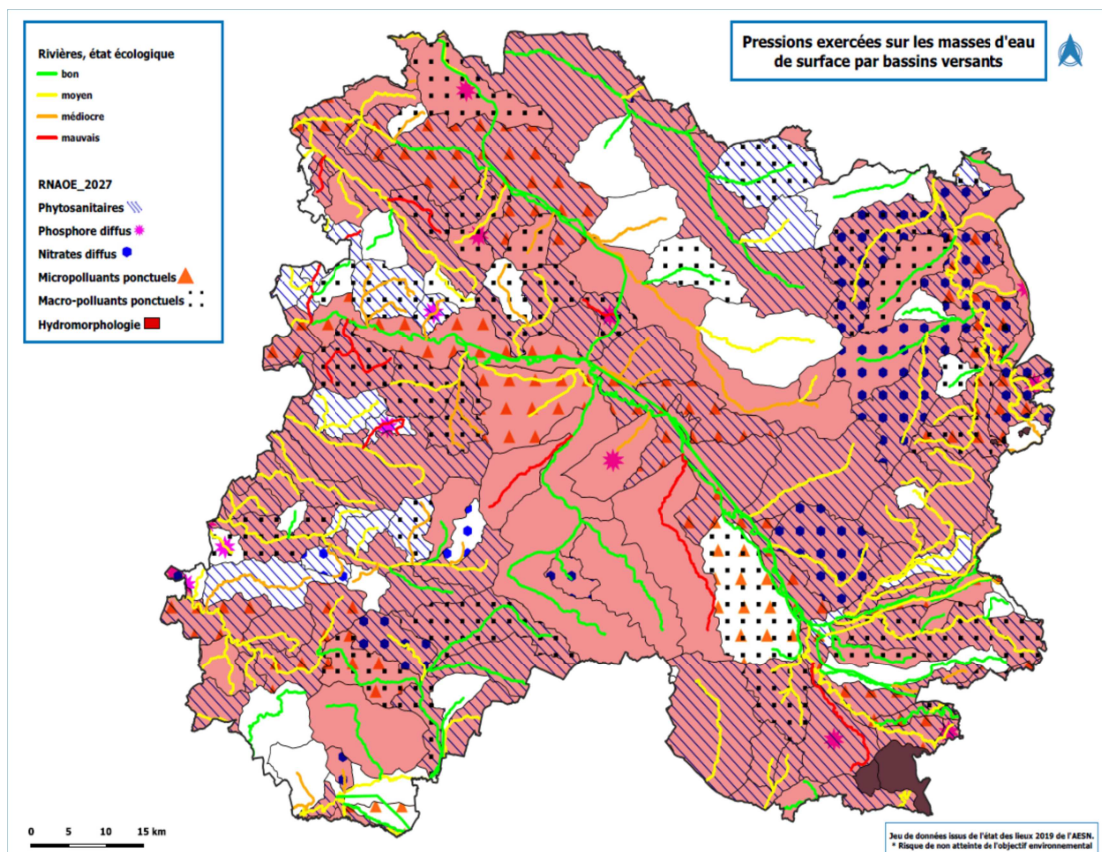 Pressions exercées sur les masses d'eau
de surface par bassins versants
Rivières, état écologique
bon
moyen
médiocre
mauvais
RNAOE_2027
Phytosanitaires
Phosphore diffus
Nitrates diffus
Micropolluants ponctuels
Macro-polluants ponctuels
Hydromorphologie
0 5 10 15 km
Jeu de données issus de l'état des lieux 2019 de l'AESN.
* Risque de non atteinte de l'objectif environnemental